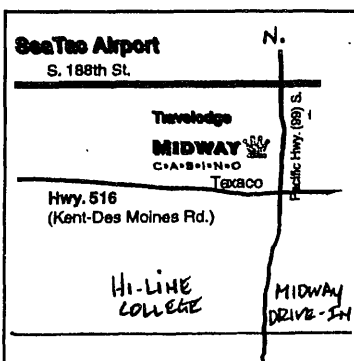 SeaTac Airport
N.
S. 188th St.
Pacific Hwy. (99) S.
Travelodge
MIDWAY
C•A•S•I•N•O
Texaco
Hwy. 516
(Kent-Des Moines Rd.)
HI-LINE
COLLEGE
MIDWAY
DRIVE-IN